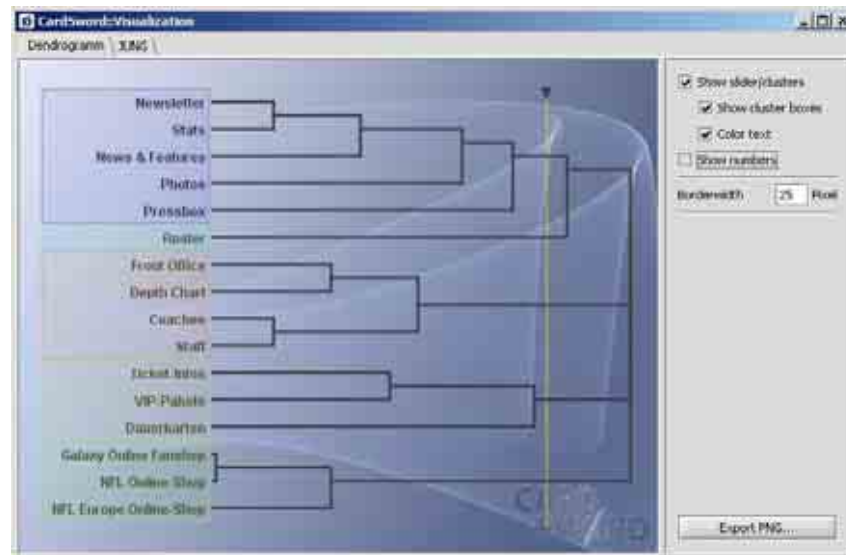 CardSword::Visualization
Dendrogramm
JUNG
Newsletter
Stats
News & Features
Photos
Pressbox
Roster
Front Office
Depth Chart
Coaches
Staff
Ticket Infos
VIP-Pakete
Dauerkarten
Galaxy Online Fanshop
NFL Online Shop
NFL Europe Online-Shop
Show slider/clusters
Show cluster boxes
Color text
Show numbers
Borderwidth 25 Pixel
Export PNG...